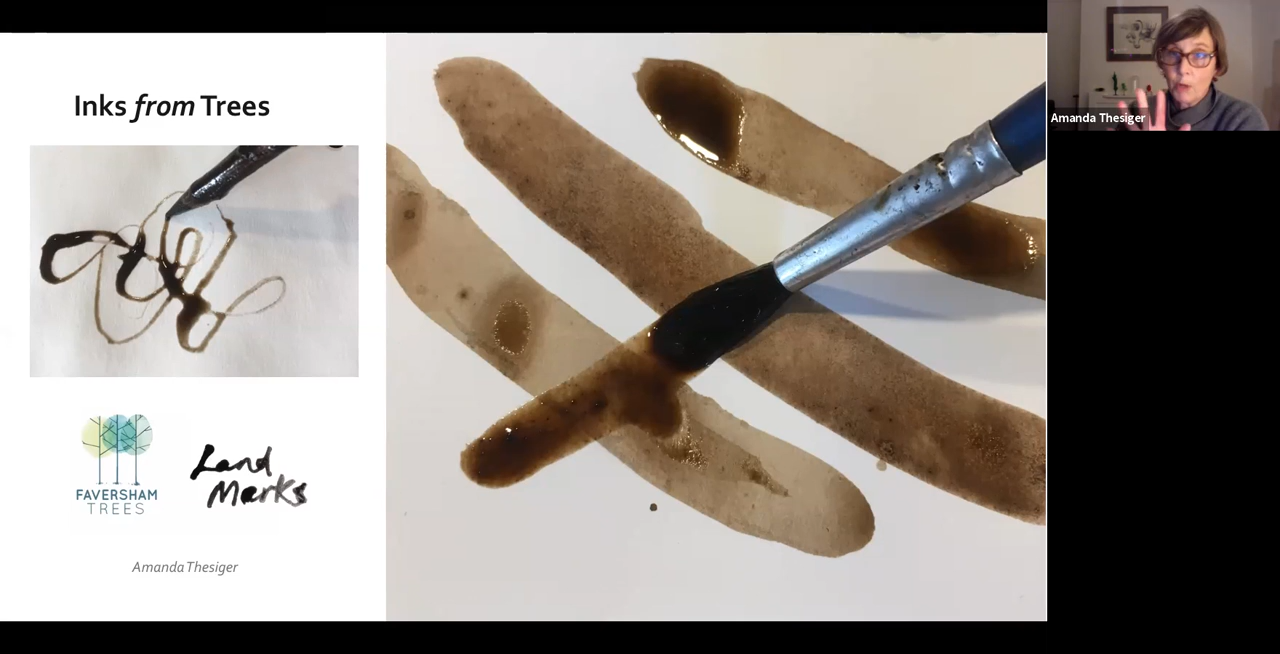 Inks from Trees
FAVERSHAM
TREES
Land
Marks
Amanda Thesiger
Amanda Thesiger